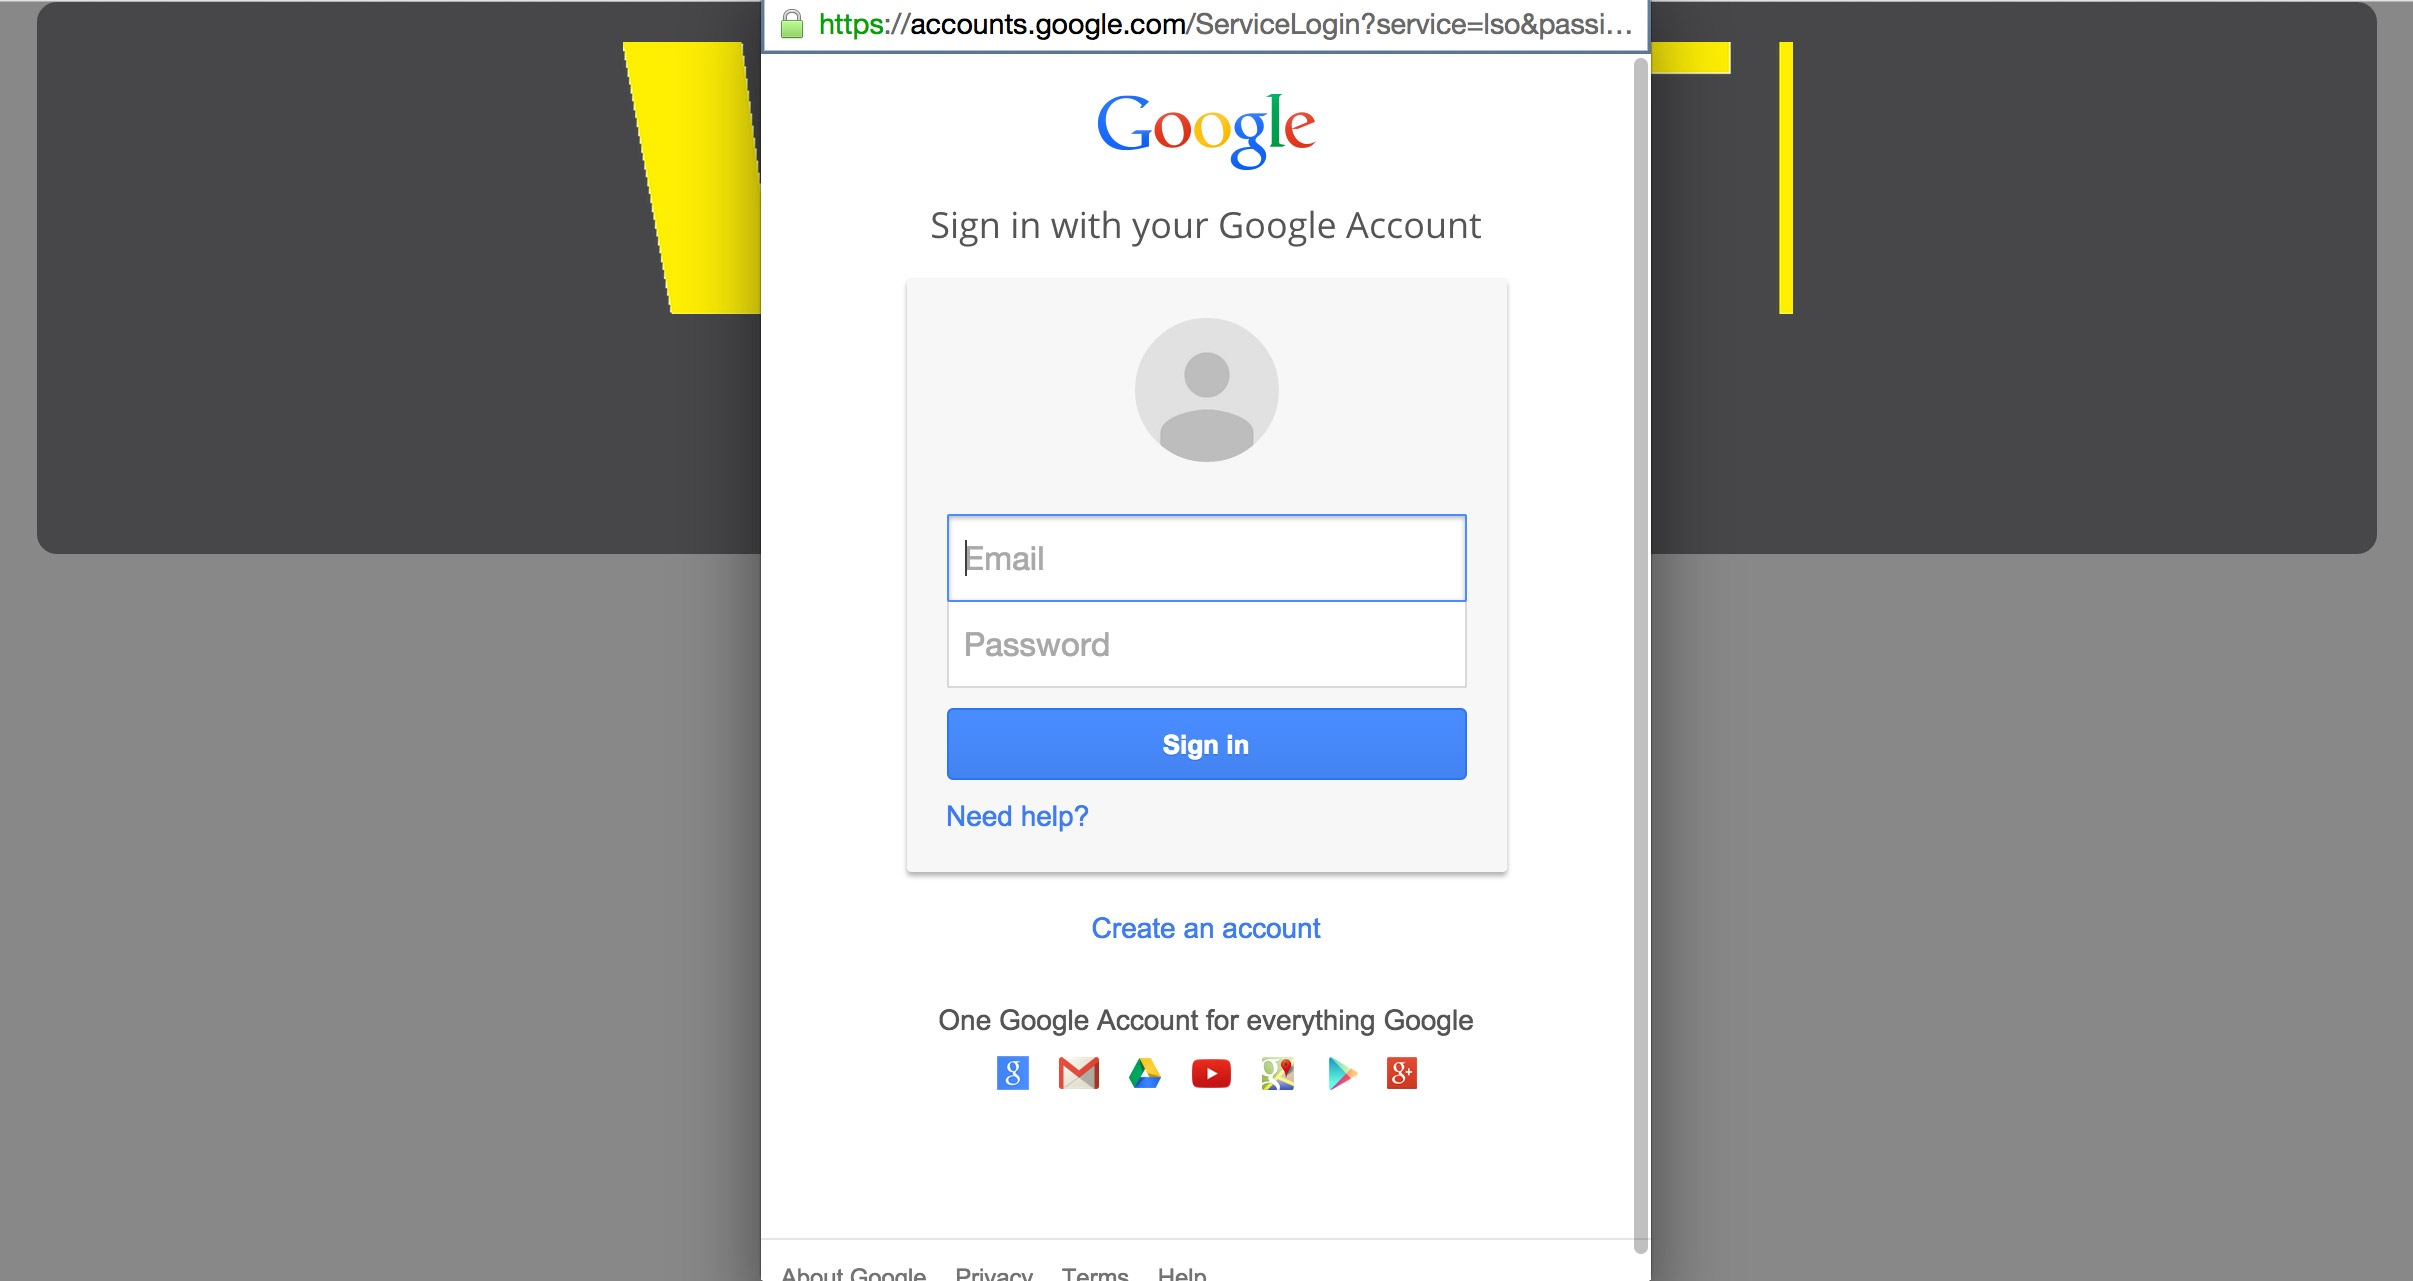 https://accounts.google.com/ServiceLogin?service=lso&passi...
Google
Sign in with your Google Account
Email
Password
Sign in
Need help?
Create an account
One Google Account for everything Google
About Google Privacy Terms Help